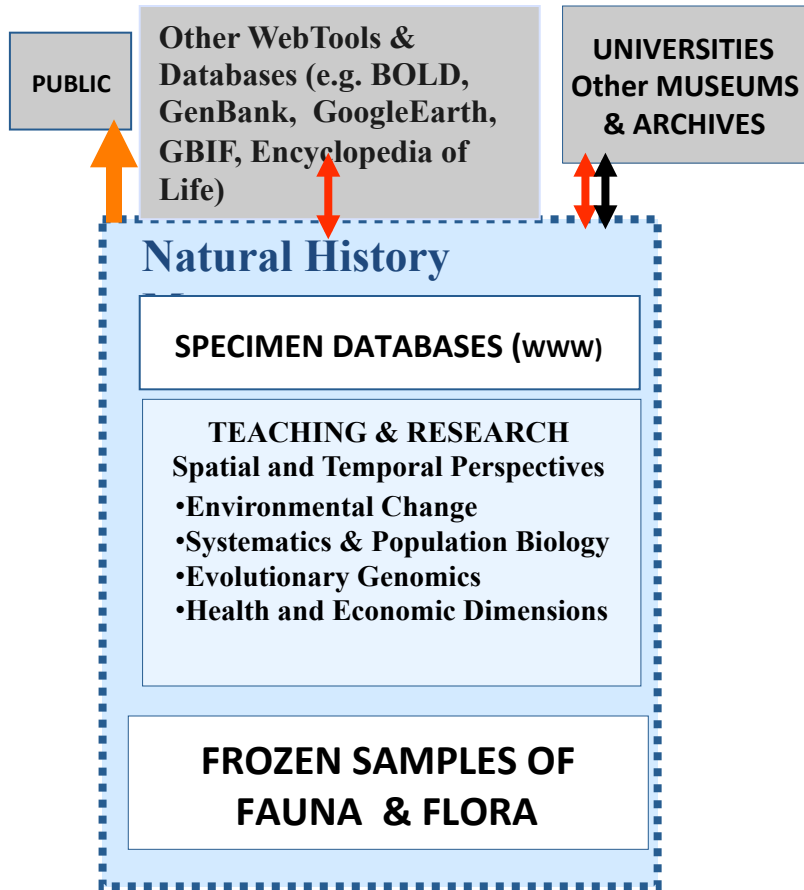 PUBLIC
Other WebTools &
Databases (e.g. BOLD,
GenBank, GoogleEarth,
GBIF, Encyclopedia of
Life)
UNIVERSITIES
Other MUSEUMS
& ARCHIVES
Natural History
SPECIMEN DATABASES (WWW)
TEACHING & RESEARCH
Spatial and Temporal Perspectives
•Environmental Change
•Systematics & Population Biology
•Evolutionary Genomics
•Health and Economic Dimensions
FROZEN SAMPLES OF
FAUNA & FLORA